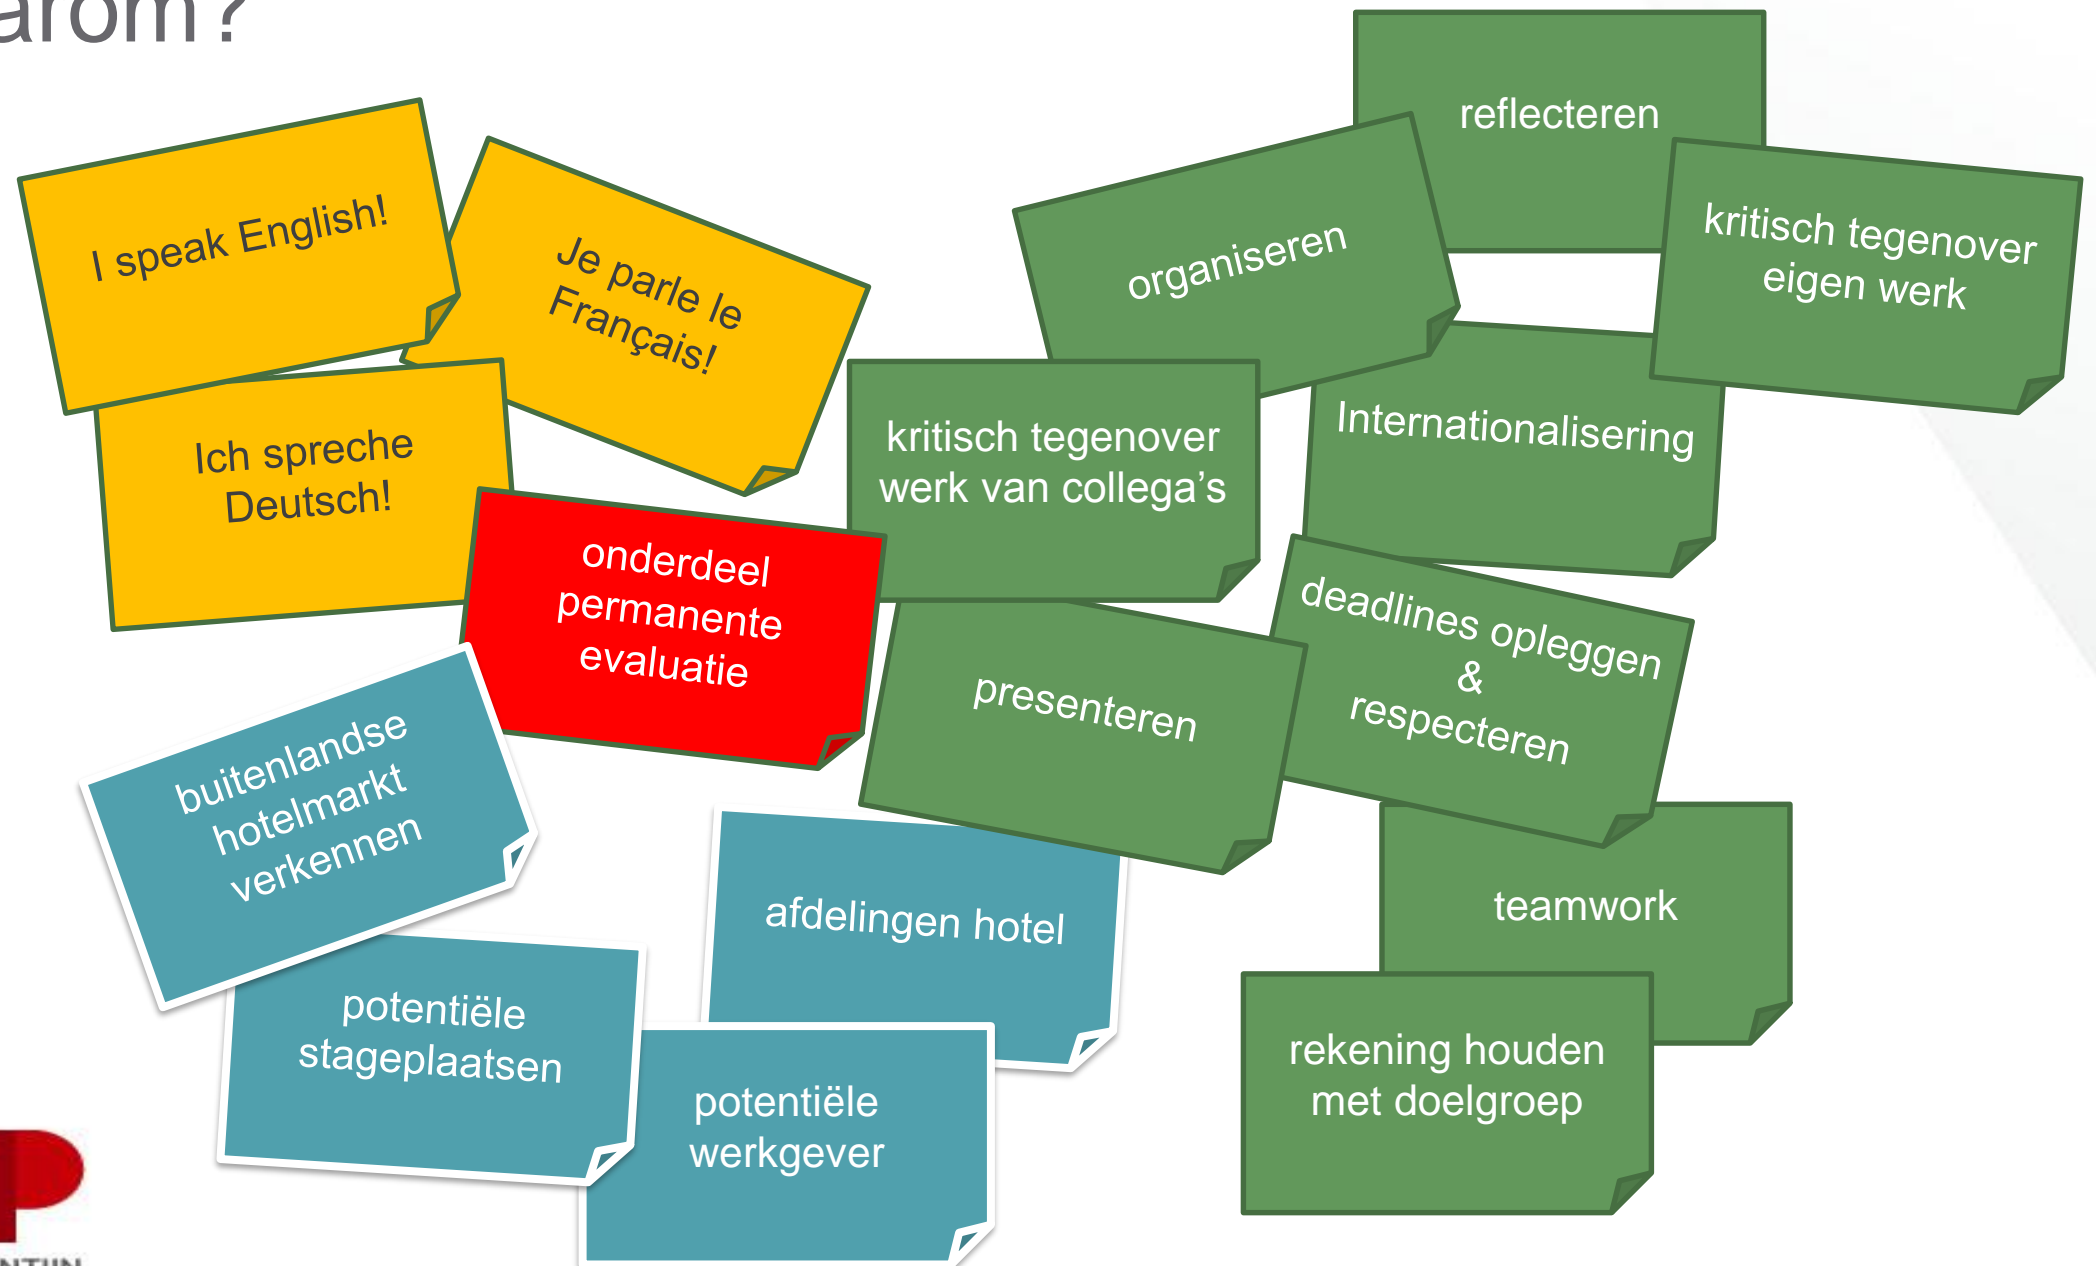 arom?
I speak English!
Je parle le
Français!
Ich spreche
Deutsch!
onderdeel
permanente
evaluatie
buitenlandse
hotelmarkt
verkennen
potentiële
stageplaatsen
potentiële
werkgever
afdelingen hotel
reflecteren
organiseren
kritisch tegenover
eigen werk
kritisch tegenover
werk van collega’s
Internationalisering
deadlines opleggen
&
respecteren
presenteren
teamwork
rekening houden
met doelgroep